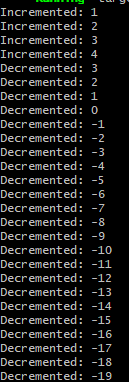 Incremented: 1
Incremented: 2
Incremented: 3
Incremented: 4
Decremented: 3
Decremented: 2
Decremented: 1
Decremented: 0
Decremented: -1
Decremented: -2
Decremented: -3
Decremented: -4
Decremented: -5
Decremented: -6
Decremented: -7
Decremented: -8
Decremented: -9
Decremented: -10
Decremented: -11
Decremented: -12
Decremented: -13
Decremented: -14
Decremented: -15
Decremented: -16
Decremented: -17
Decremented: -18
Decremented: -19